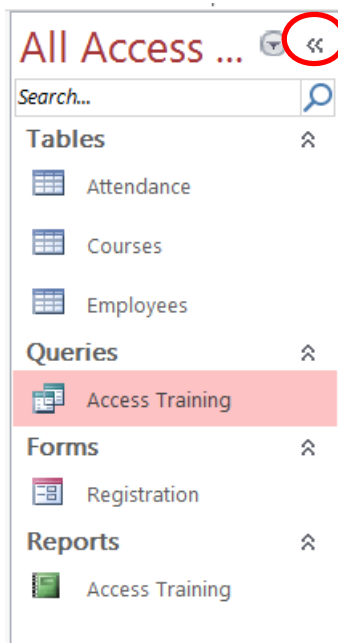 All Access ...
Search...
Tables
Attendance
Courses
Employees
Queries
Access Training
Forms
Registration
Reports
Access Training